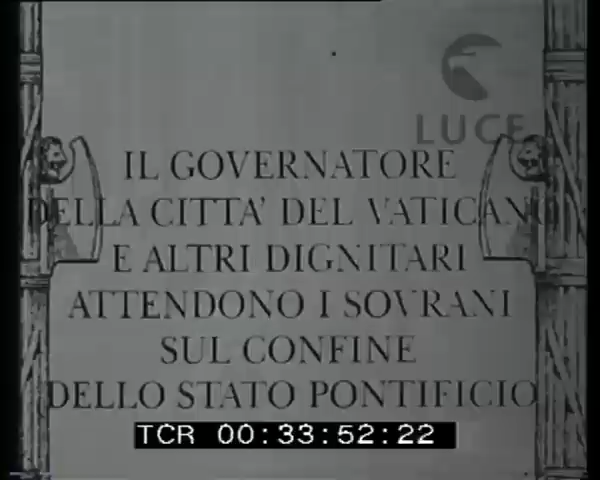 LUCE
IL GOVERNATORE
DELLA CITTA' DEL VATICANO
E ALTRI DIGNITARI
ATTENDONO I SOVRANI
SUL CONFINE
DELLO STATO PONTIFICIO
TCR 00:33:52:22